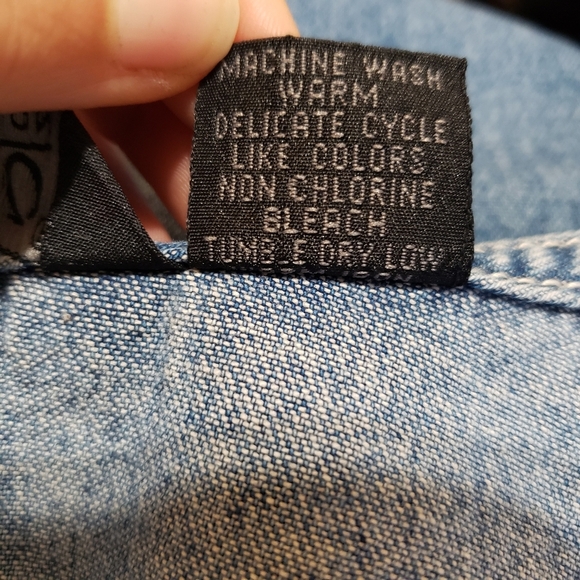 MACHINE WASH
WARM
DELICATE CYCLE
LIKE COLORS
NON CHLORINE
BLEACH
TUMBLE DRY LOW